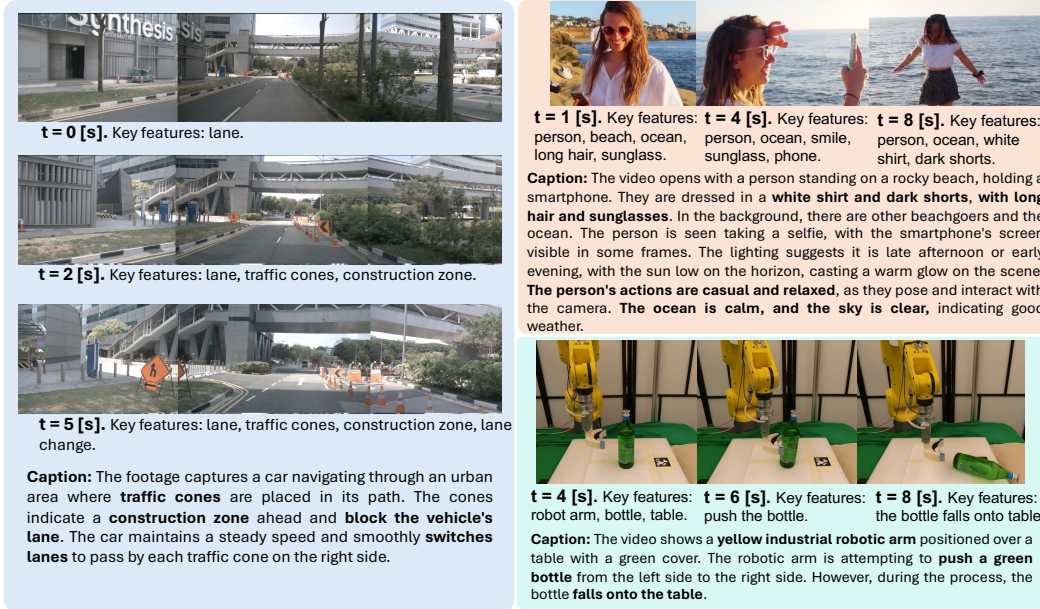 Synthesis
sis
t = 0 [s]. Key features: lane.
t = 2 [s]. Key features: lane, traffic cones, construction zone.
t = 5 [s]. Key features: lane, traffic cones, construction zone, lane
change.
Caption: The footage captures a car navigating through an urban
area where traffic cones are placed in its path. The cones
indicate a construction zone ahead and block the vehicle's
lane. The car maintains a steady speed and smoothly switches
lanes to pass by each traffic cone on the right side.
t = 1 [s]. Key features:
person, beach, ocean,
long hair, sunglass.
t = 4 [s]. Key features:
person, ocean, smile,
sunglass, phone.
t = 8 [s]. Key features:
person, ocean, white
shirt, dark shorts.
Caption: The video opens with a person standing on a rocky beach, holding a
smartphone. They are dressed in a white shirt and dark shorts, with long
hair and sunglasses. In the background, there are other beachgoers and the
ocean. The person is seen taking a selfie, with the smartphone's screen
visible in some frames. The lighting suggests it is late afternoon or early
evening, with the sun low on the horizon, casting a warm glow on the scene
The person's actions are casual and relaxed, as they pose and interact with
the camera. The ocean is calm, and the sky is clear, indicating good
weather.
t = 4 [s]. Key features:
robot arm, bottle, table.
t = 6 [s]. Key features:
push the bottle.
t = 8 [s]. Key features:
the bottle falls onto table
Caption: The video shows a yellow industrial robotic arm positioned over a
table with a green cover. The robotic arm is attempting to push a green
bottle from the left side to the right side. However, during the process, the
bottle falls onto the table.